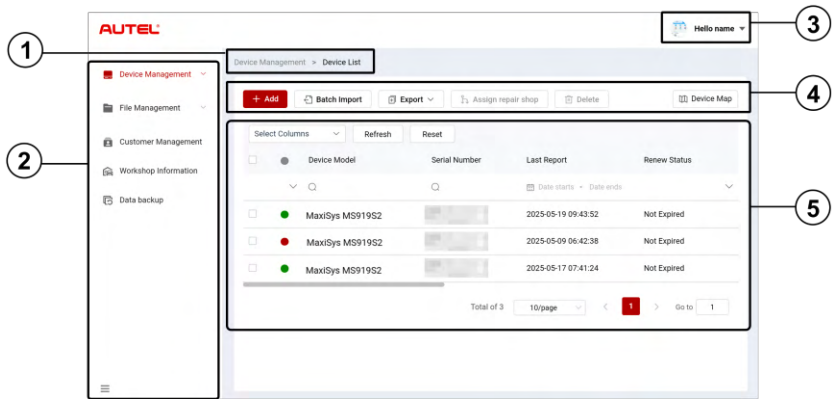 AUTEL
Hello name
3
1
Device Management > Device List
Device Management
+ Add Batch Import Export Assign repair shop Delete Device Map
4
File Management
Select Columns Refresh Reset
Customer Management
Device Model Serial Number Last Report Renew Status
2
Workshop Information
Date starts Date ends
Data backup
5
MaxiSys MS919S2 2025-05-19 09:43:52 Not Expired
MaxiSys MS919S2 2025-05-09 06:42:38 Not Expired
MaxiSys MS919S2 2025-05-17 07:41:24 Not Expired
Total of 3 10/page < 1 > Go to 1